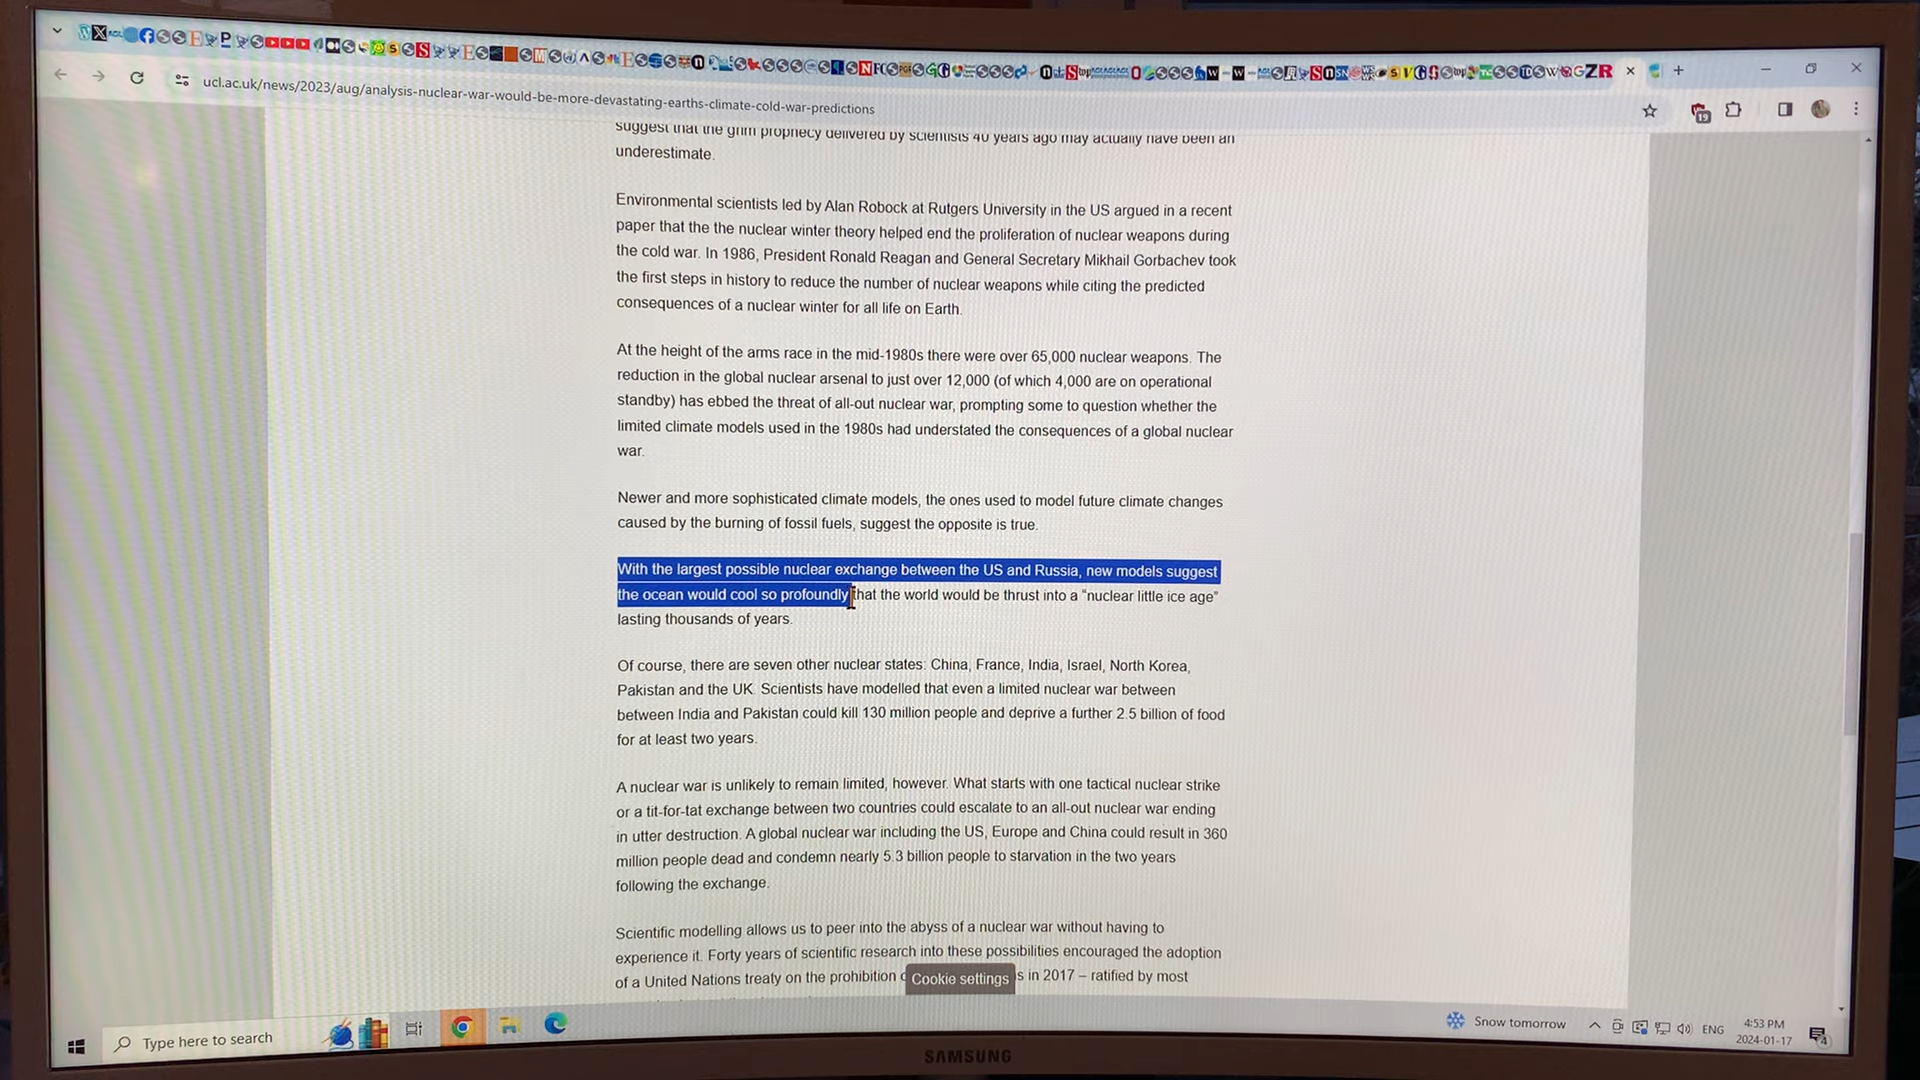 ucl.ac.uk/news/2023/aug/analysis-nuclear-war-would-be-more-devastating-earths-climate-cold-war-predictions
19
suggest that the grim prophecy delivered by scientists 40 years ago may actually have been an
underestimate.
Environmental scientists led by Alan Robock at Rutgers University in the US argued in a recent
paper that the the nuclear winter theory helped end the proliferation of nuclear weapons during
the cold war. In 1986, President Ronald Reagan and General Secretary Mikhail Gorbachev took
the first steps in history to reduce the number of nuclear weapons while citing the predicted
consequences of a nuclear winter for all life on Earth.
At the height of the arms race in the mid-1980s there were over 65,000 nuclear weapons. The
reduction in the global nuclear arsenal to just over 12,000 (of which 4,000 are on operational
standby) has ebbed the threat of all-out nuclear war, prompting some to question whether the
limited climate models used in the 1980s had understated the consequences of a global nuclear
war.
Newer and more sophisticated climate models, the ones used to model future climate changes
caused by the burning of fossil fuels, suggest the opposite is true.
With the largest possible nuclear exchange between the US and Russia, new models suggest
the ocean would cool so profoundly that the world would be thrust into a “nuclear little ice age”
lasting thousands of years.
Of course, there are seven other nuclear states: China, France, India, Israel, North Korea,
Pakistan and the UK. Scientists have modelled that even a limited nuclear war between
between India and Pakistan could kill 130 million people and deprive a further 2.5 billion of food
for at least two years.
A nuclear war is unlikely to remain limited, however. What starts with one tactical nuclear strike
or a tit-for-tat exchange between two countries could escalate to an all-out nuclear war ending
in utter destruction. A global nuclear war including the US, Europe and China could result in 360
million people dead and condemn nearly 5.3 billion people to starvation in the two years
following the exchange.
Scientific modelling allows us to peer into the abyss of a nuclear war without having to
experience it. Forty years of scientific research into these possibilities encouraged the adoption
of a United Nations treaty on the prohibition
s in 2017 – ratified by most
Cookie settings
Type here to search
Snow tomorrow
ENG
4:53 PM
2024-01-17
4
SAMSUNG